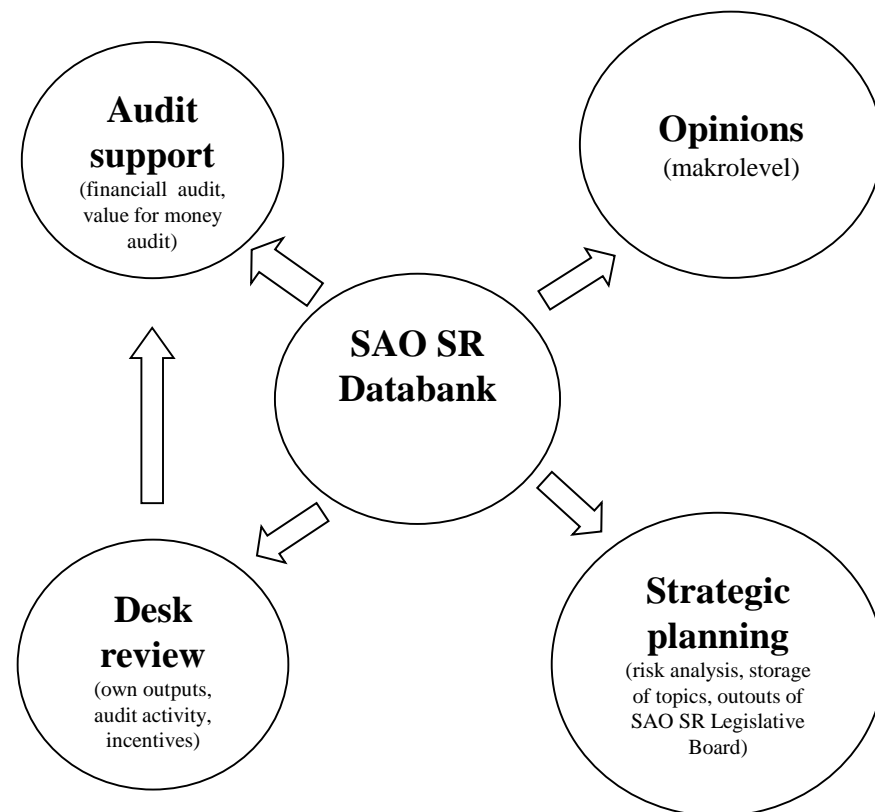 Audit
support
(financiall audit,
value for money
audit)
Opinions
(makrolevel)
SAO SR
Databank
Desk
review
(own outputs,
audit activity,
incentives)
Strategic
planning
(risk analysis, storage
of topics, outouts of
SAO SR Legislative
Board)